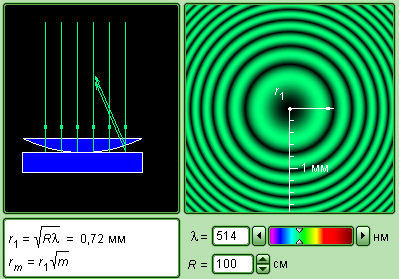 r₁
1 мм
r₁ = √Rλ = 0,72 мм
rₘ = r₁√m
λ = 514 нм
R = 100 см